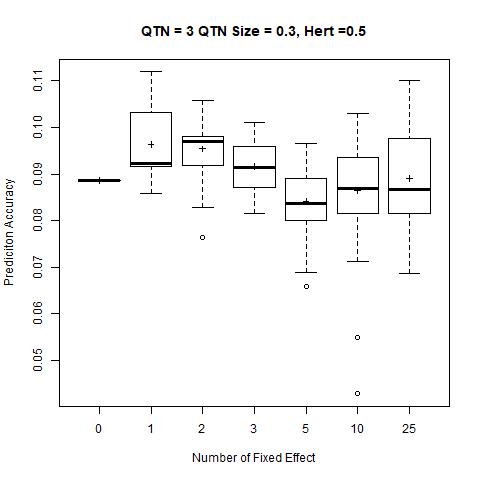 QTN = 3 QTN Size = 0.3, Hert =0.5
0.11
0.10
0.09
0.08
0.07
0.06
0.05
Prediciton Accuracy
0 1 2 3 5 10 25
Number of Fixed Effect